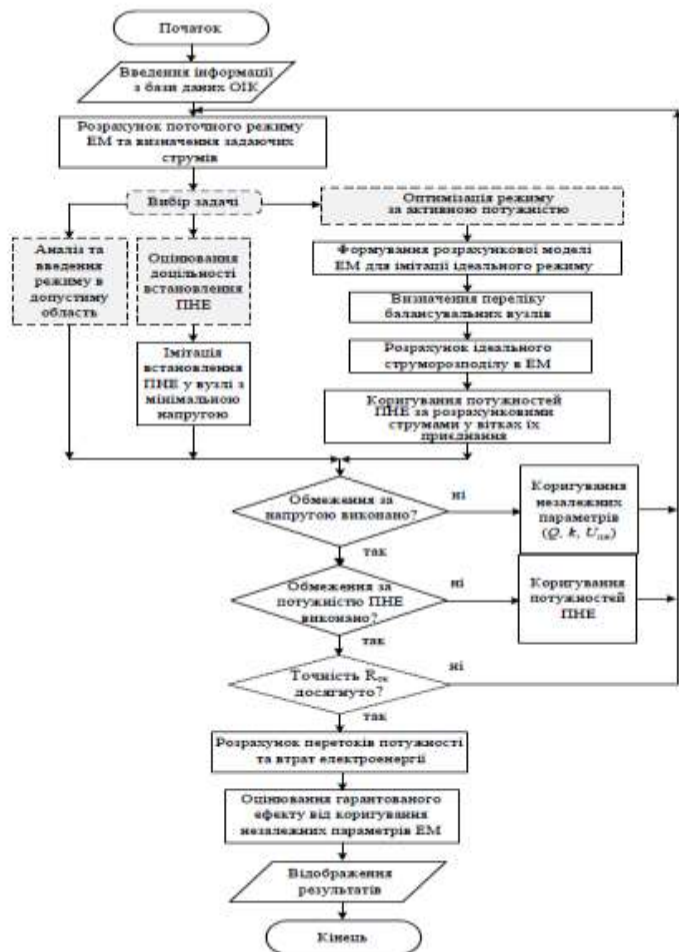 Початок
Введення інформації
з бази даних ОІК
Розрахунок поточного режиму
ЕМ та визначення задаючих
струмів
Вибір задачі
Оптимізація режиму
за активною потужністю
Аналіз та
введення
режиму в
допустиму
область
Оцінювання
доцільності
встановлення
ПНЕ
Формування розрахункової моделі
ЕМ для імітації ідеального режиму
Визначення переліку
балансувальних вузлів
Імітація
встановлення
ПНЕ у вузлі з
мінімальною
напругою
Розрахунок ідеального
струморозподілу в ЕМ
Коригування потужностей
ПНЕ за розрахунковими
струмами у вітках їх
приєднання
Обмеження за
напругою виконано?
ні
Коригування
незалежних
параметрів
(Q, k,
так
Обмеження за
потужністю ПНЕ
виконано?
ні
Коригування
потужностей
ПНЕ
так
Точність
досягнуто?
ні
так
Розрахунок перетоків потужності
та втрат електроенергії
Оцінювання гарантованого
ефекту від коригування
незалежних параметрів ЕМ
Відображення
результатів
Кінець